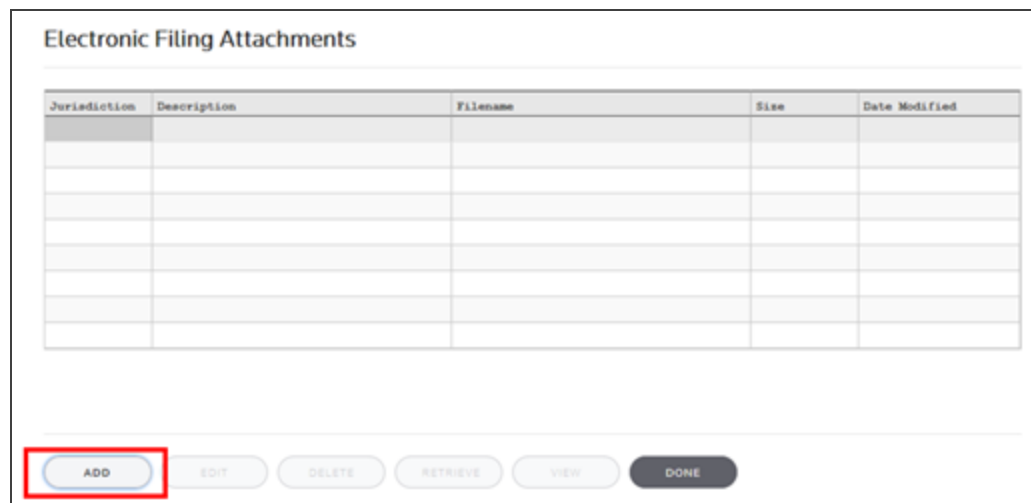 Electronic Filing Attachments
Jurisdiction Description Filename Size Date Modified
ADD EDIT DELETE RETRIEVE VIEW DONE